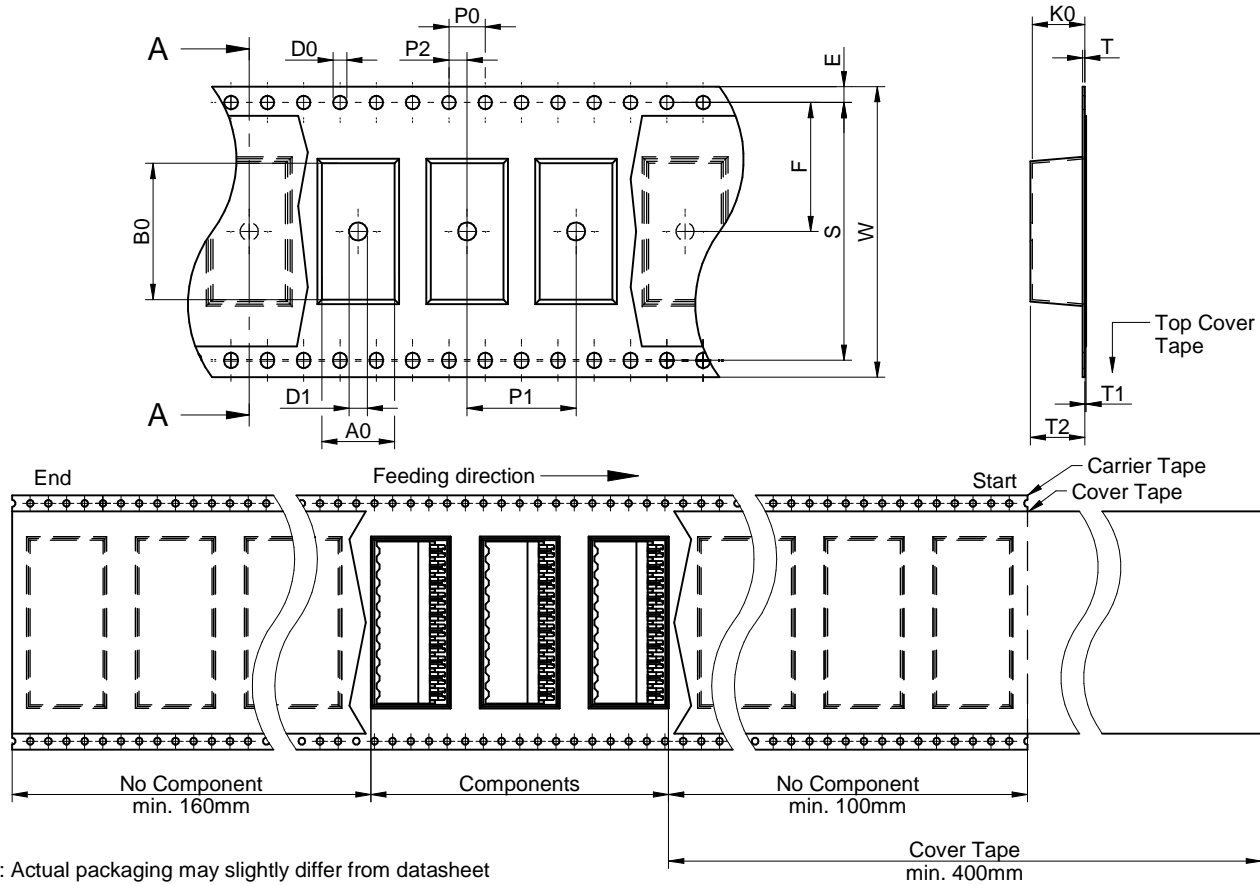 A
D0
P2
P0
E
K0
T
B0
F
S
W
Top Cover
Tape
D1
P1
A
A0
T1
T2
End
Feeding direction
Start
Carrier Tape
Cover Tape
No Component
min. 160mm
Components
No Component
min. 100mm
Cover Tape
min. 400mm
: Actual packaging may slightly differ from datasheet